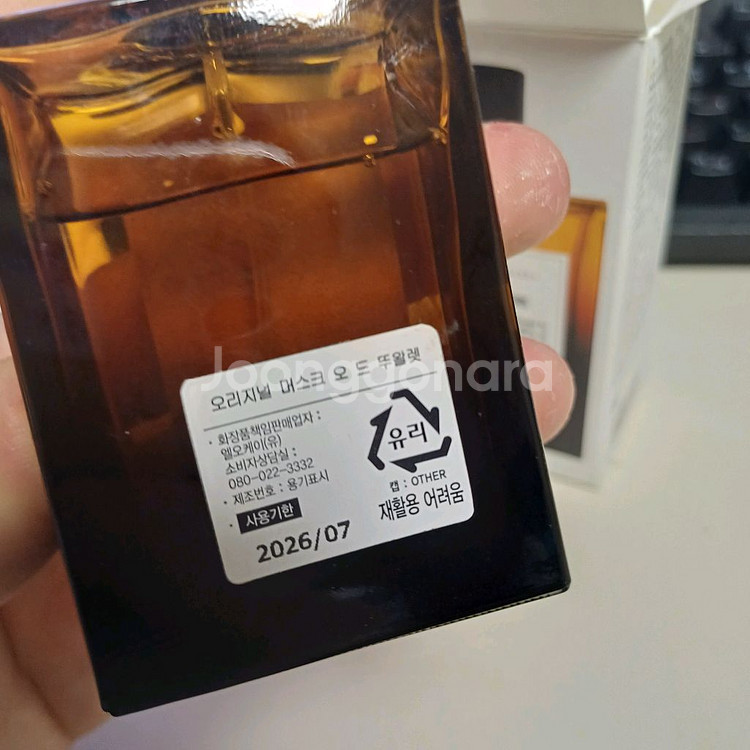 오리지널 머스크 오 드 뚜왈렛
Joonggonara
· 화장품책임판매업자 :
엘오케이(유)
소비자상담실 :
080-022-3332
· 제조번호 : 용기표시
· 사용기한
2026/07
유리
캡 : OTHER
재활용 어려움